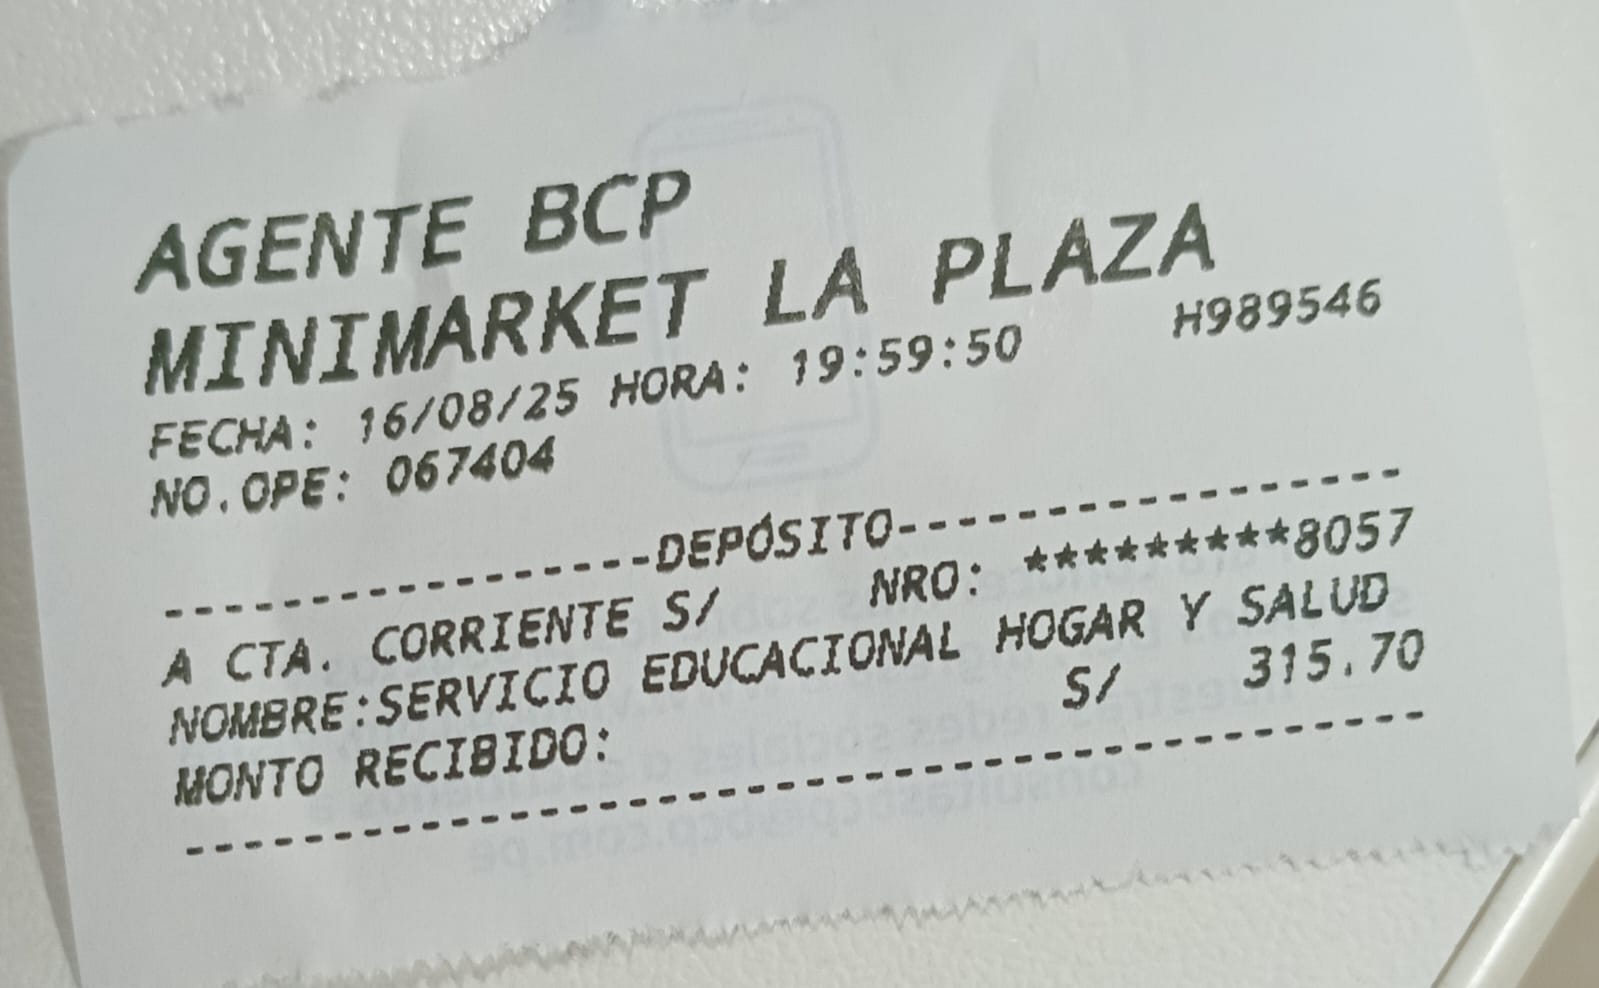 AGENTE BCP
MINIMARKET LA PLAZA
FECHA: 16/08/25 HORA: 19:59:50 H989546
NO.OPE: 067404
-----------------DEPÓSITO-----------------
A CTA. CORRIENTE S/ NRO: *********8057
NOMBRE:SERVICIO EDUCACIONAL HOGAR Y SALUD
MONTO RECIBIDO: S/ 315.70
------------------------------------------